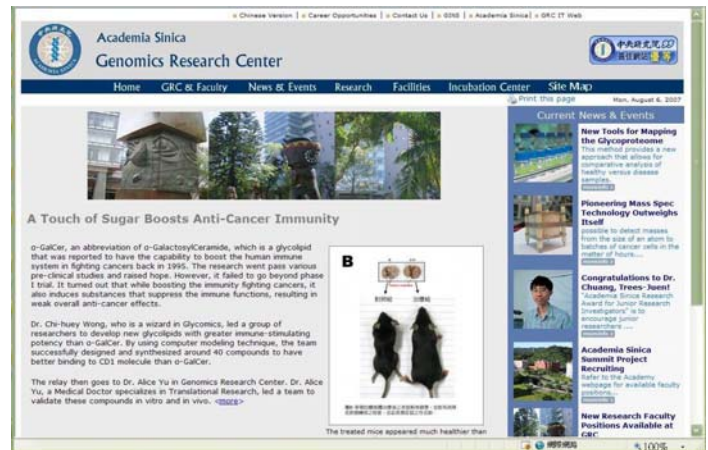 Chinese Version | Career Opportunities | Contact Us | GINS | Academia Sinica | GRC IT Web
Academia Sinica
Genomics Research Center
中央研究院
Home GRC & Faculty News & Events Research Facilities Incubation Center Site Map
Print this page Mon, August 6, 2007
Current News & Events
New Tools for Mapping
the Glycoproteome
This method provides a new
approach that allows for
comparative analysis of
healthy versus disease
samples.
Pioneering Mass Spec
Technology Outweighs
Itself
possible to detect masses
from the size of an atom to
batches of cancer cells in the
matter of hours....
Congratulations to Dr.
Chuang, Trees-Juen!
"Academia Sinica Research
Award for Junior Research
Investigators" is to
encourage junior
researchers ....
Academia Sinica
Summit Project
Recruiting
Refer to the Academy
webpage for available faculty
positions...
New Research Faculty
Positions Available at
GRC
A Touch of Sugar Boosts Anti-Cancer Immunity
α-GalCer, an abbreviation of α-GalactosylCeramide, which is a glycolipid
that was reported to have the capability to boost the human immune
system in fighting cancers back in 1995. The research went pass various
pre-clinical studies and raised hope. However, it failed to go beyond phase
I trial. It turned out that while boosting the immunity fighting cancers, it
also induces substances that suppress the immune functions, resulting in
weak overall anti-cancer effects.
Dr. Chi-huey Wong, who is a wizard in Glycomics, led a group of
researchers to develop new glycolipids with greater immune-stimulating
potency than α-GalCer. By using computer modeling technique, the team
successfully designed and synthesized around 40 compounds to have
better binding to CD1 molecule than α-GalCer.
The relay then goes to Dr. Alice Yu in Genomics Research Center. Dr. Alice
Yu, a Medical Doctor specializes in Translational Research, led a team to
validate these compounds in vitro and in vivo. <more>
B
對照組
The treated mice appeared much healthier than
網際網路
100%